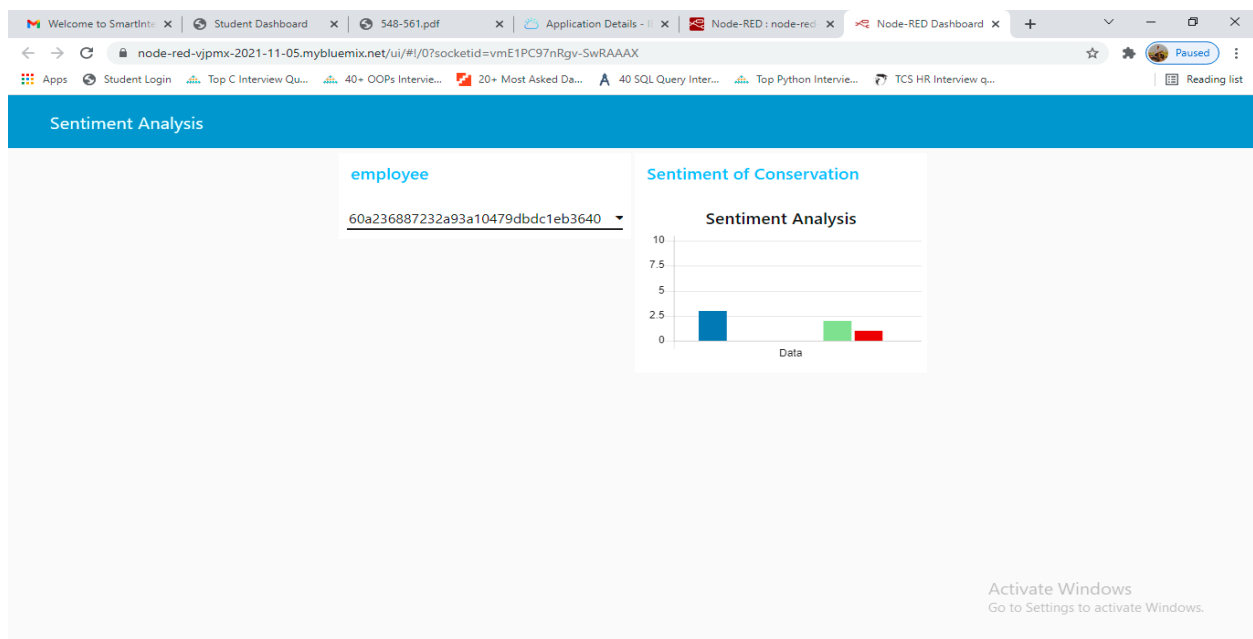 Welcome to SmartInte
Student Dashboard
548-561.pdf
Application Details - I
Node-RED : node-red-
Node-RED Dashboard
node-red-vjpmx-2021-11-05.mybluemix.net/ui/#!/0?socketid=vmE1PC97nRgv-SwRAAAX
Paused
Apps
Student Login
Top C Interview Qu...
40+ OOPs Intervie...
20+ Most Asked Da...
40 SQL Query Inter...
Top Python Intervie...
TCS HR Interview q...
Reading list
Sentiment Analysis
employee
60a236887232a93a10479dbdc1eb3640
Sentiment of Conservation
Sentiment Analysis
10
7.5
5
2.5
0
Data
Activate Windows
Go to Settings to activate Windows.